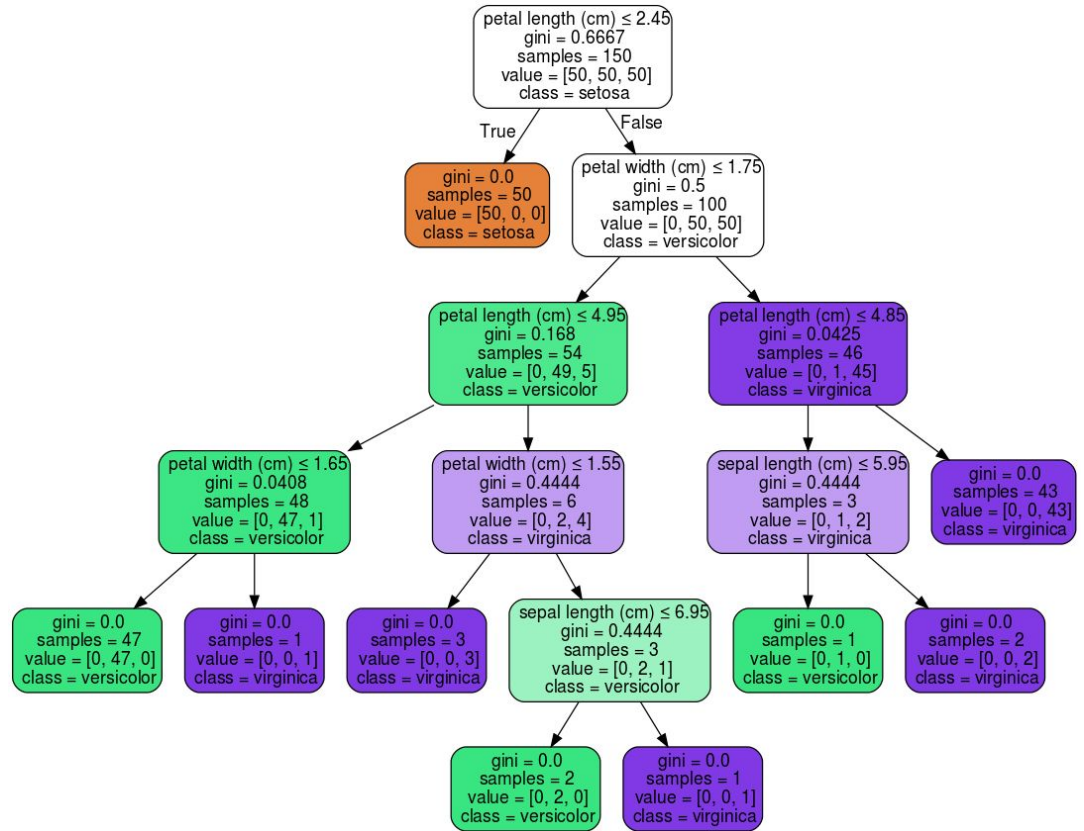 petal length (cm) ≤ 2.45
gini = 0.6667
samples = 150
value = [50, 50, 50]
class = setosa
True
False
gini = 0.0
samples = 50
value = [50, 0, 0]
class = setosa
petal width (cm) ≤ 1.75
gini = 0.5
samples = 100
value = [0, 50, 50]
class = versicolor
petal length (cm) ≤ 4.95
gini = 0.168
samples = 54
value = [0, 49, 5]
class = versicolor
petal length (cm) ≤ 4.85
gini = 0.0425
samples = 46
value = [0, 1, 45]
class = virginica
petal width (cm) ≤ 1.65
gini = 0.0408
samples = 48
value = [0, 47, 1]
class = versicolor
petal width (cm) ≤ 1.55
gini = 0.4444
samples = 6
value = [0, 2, 4]
class = virginica
sepal length (cm) ≤ 5.95
gini = 0.4444
samples = 3
value = [0, 1, 2]
class = virginica
gini = 0.0
samples = 43
value = [0, 0, 43]
class = virginica
gini = 0.0
samples = 47
value = [0, 47, 0]
class = versicolor
gini = 0.0
samples = 1
value = [0, 0, 1]
class = virginica
gini = 0.0
samples = 3
value = [0, 0, 3]
class = virginica
sepal length (cm) ≤ 6.95
gini = 0.4444
samples = 3
value = [0, 2, 1]
class = versicolor
gini = 0.0
samples = 1
value = [0, 1, 0]
class = versicolor
gini = 0.0
samples = 2
value = [0, 0, 2]
class = virginica
gini = 0.0
samples = 2
value = [0, 2, 0]
class = versicolor
gini = 0.0
samples = 1
value = [0, 0, 1]
class = virginica